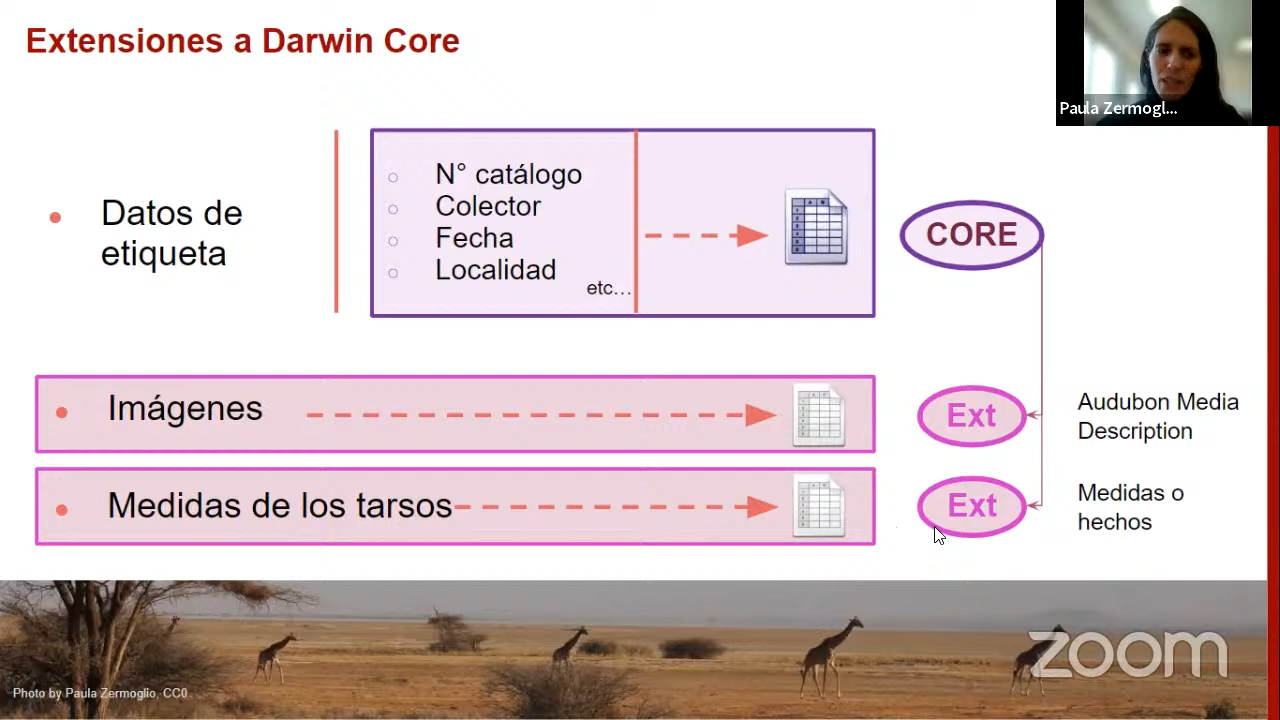 Extensiones a Darwin Core
Paula Zermogl...
Datos de
etiqueta
N° catálogo
Colector
Fecha
Localidad
etc...
CORE
Imágenes
Ext
Audubon Media
Description
Medidas de los tarsos
Ext
Medidas o
hechos
zoom
Photo by Paula Zermoglio, CC0